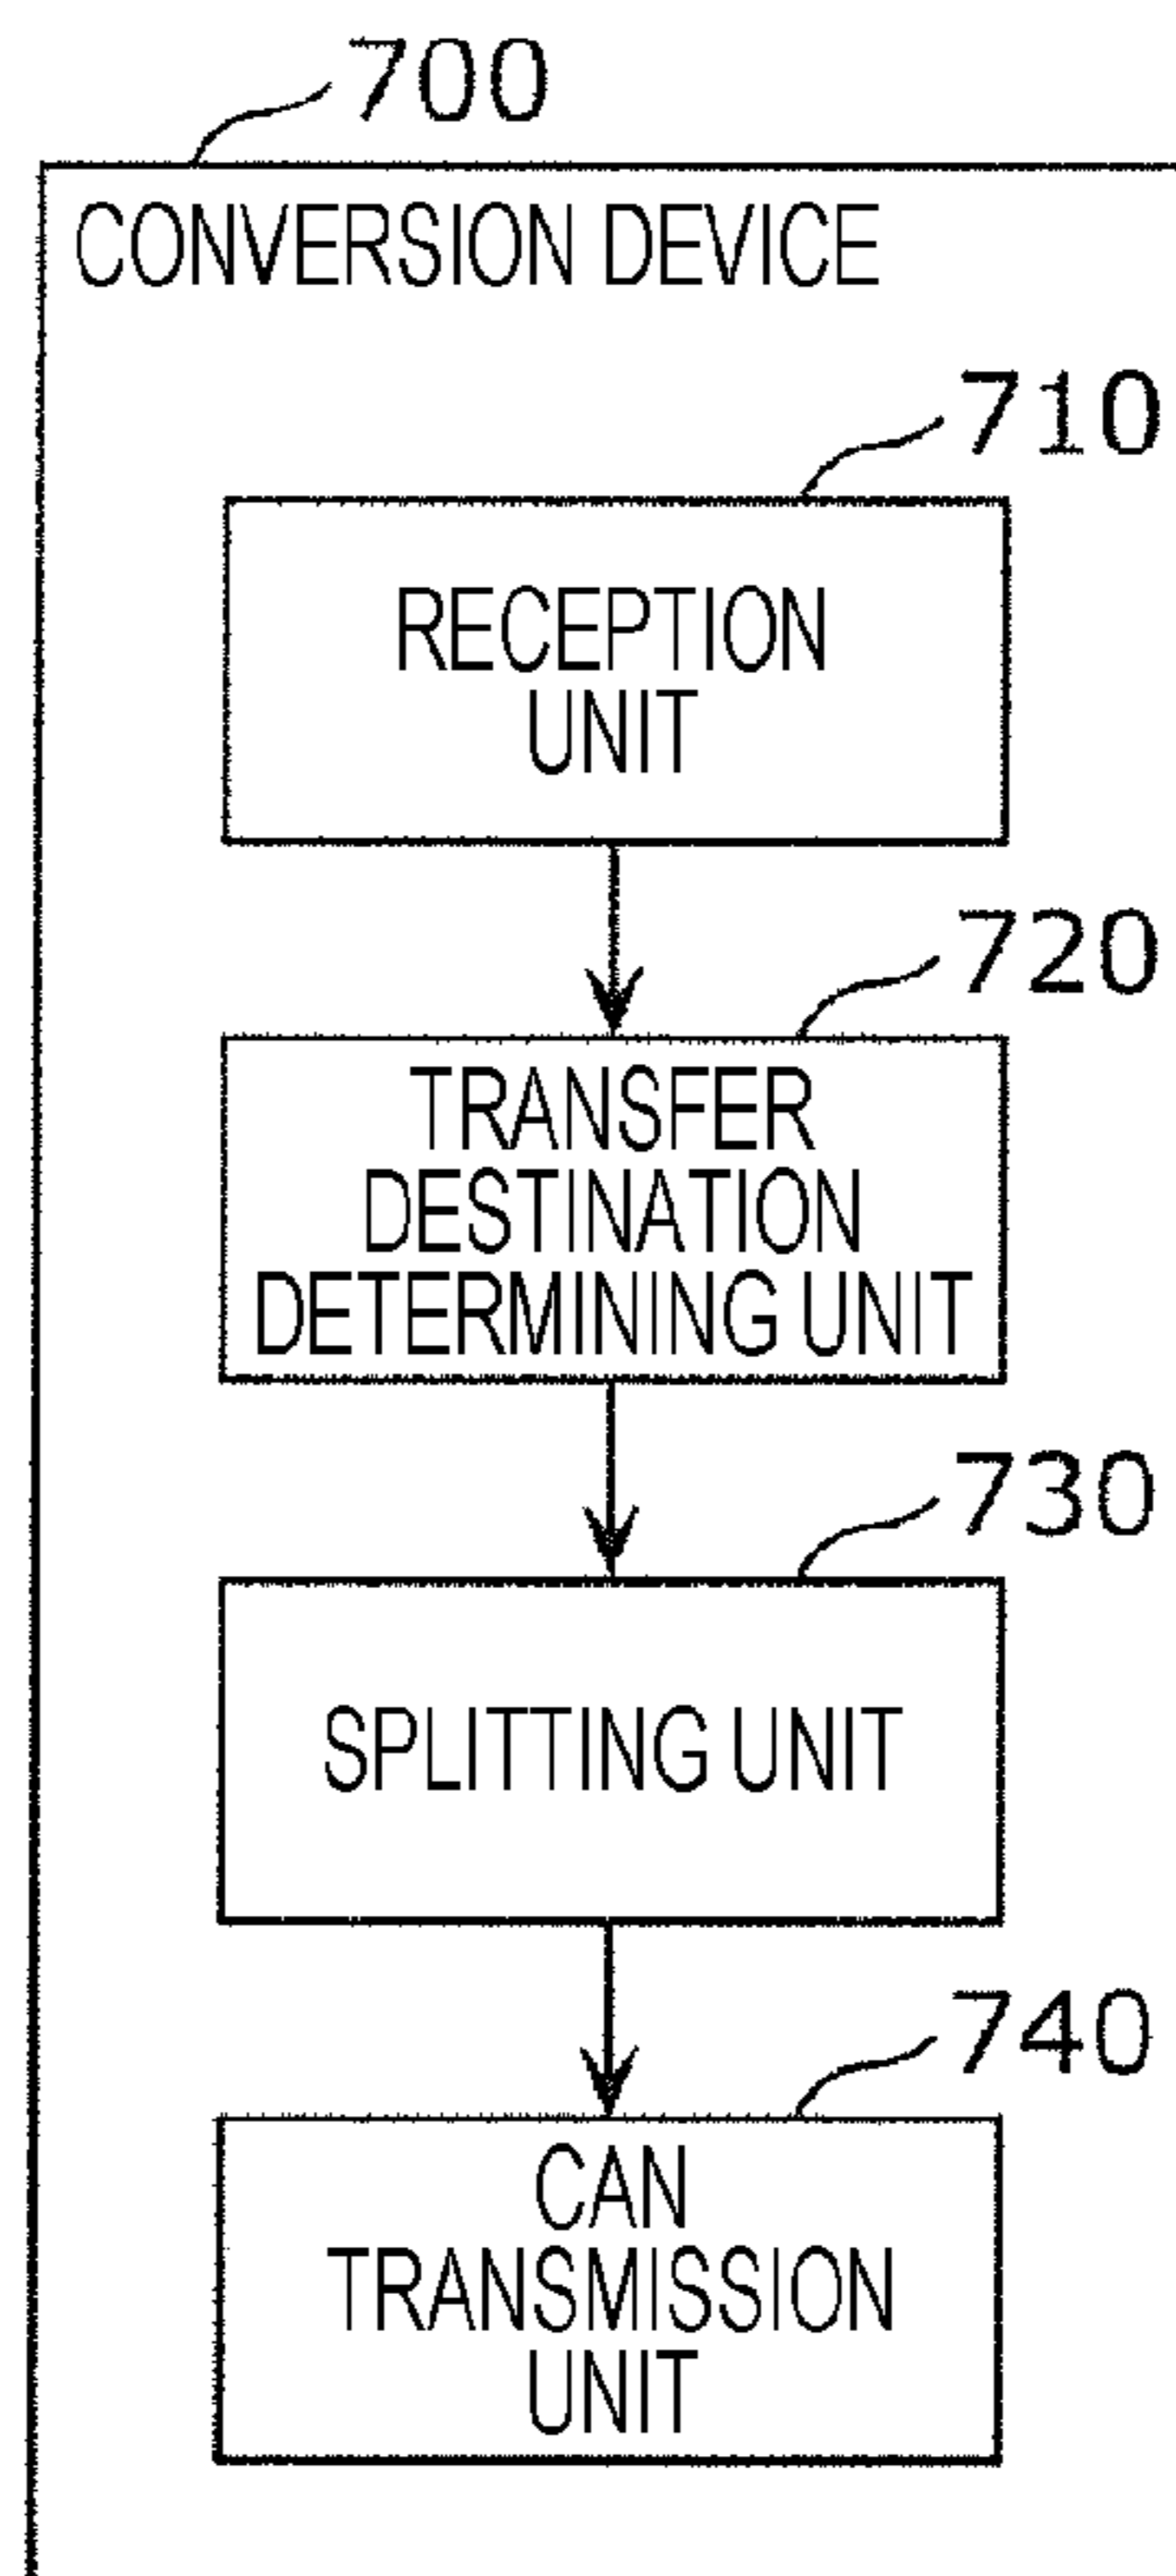 700
CONVERSION DEVICE
710
RECEPTION
UNIT
720
TRANSFER
DESTINATION
DETERMINING UNIT
730
SPLITTING UNIT
740
CAN
TRANSMISSION
UNIT